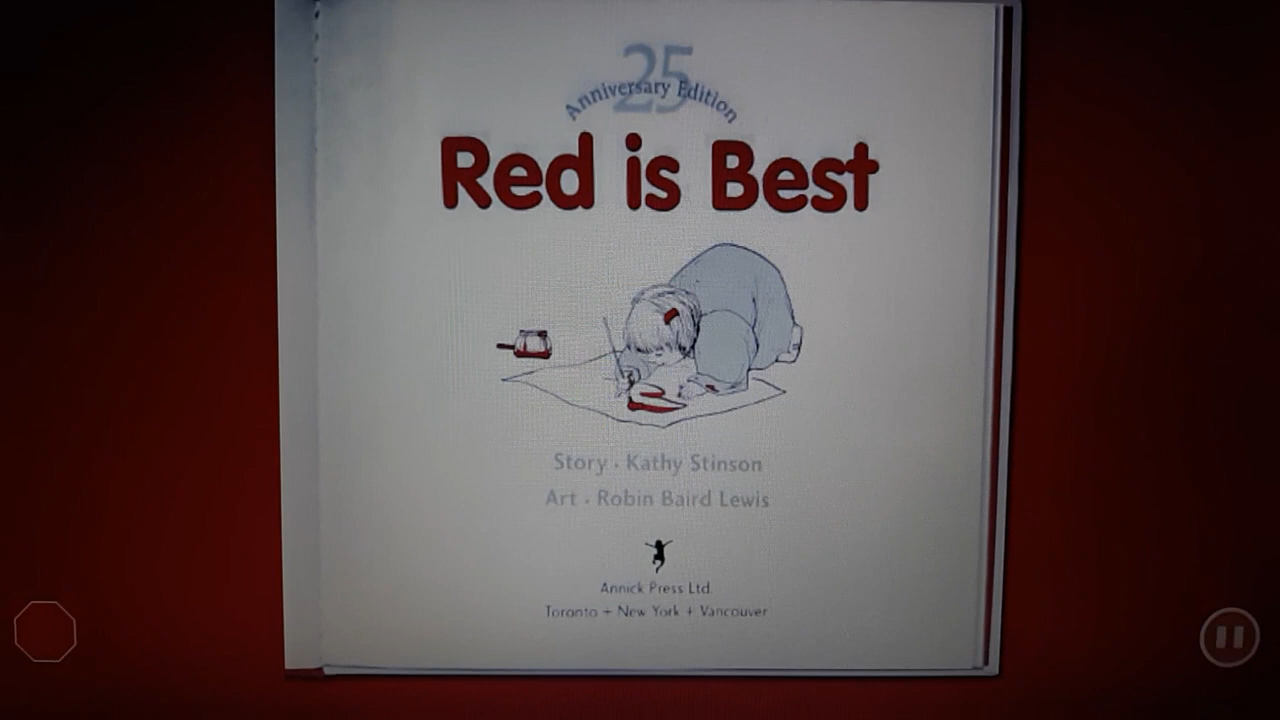 25
Anniversary Edition
Red is Best
Story · Kathy Stinson
Art · Robin Baird Lewis
Annick Press Ltd.
Toronto + New York + Vancouver